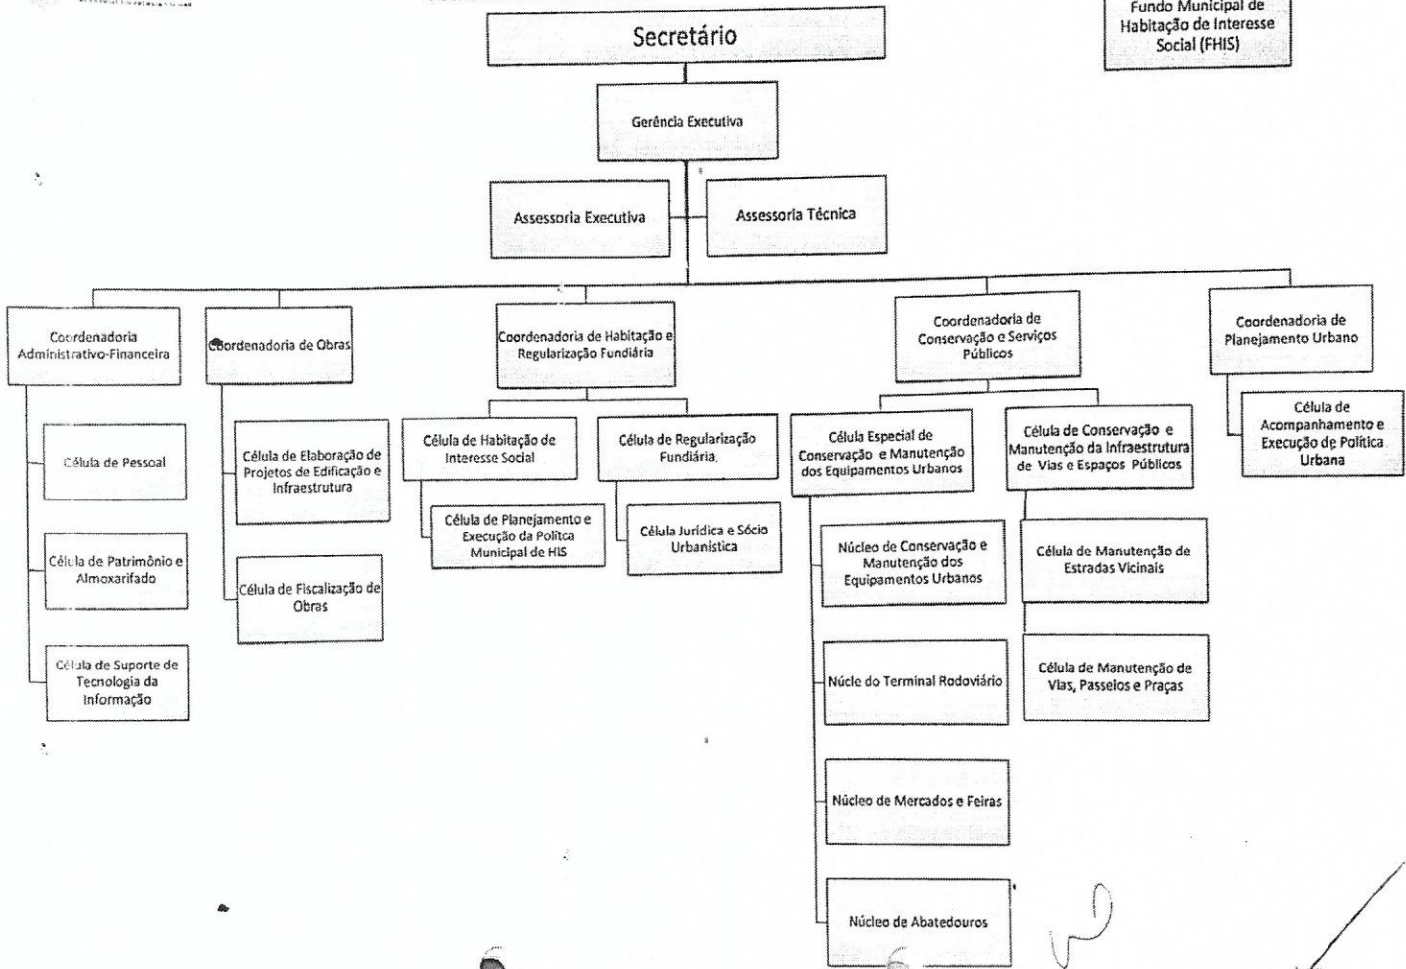 Fundo Municipal de
Habitação de Interesse
Social (FHIS)
Secretário
Gerência Executiva
Assessoria Executiva
Assessoria Técnica
Coordenadoria
Administrativo-Financeira
Coordenadoria de Obras
Coordenadoria de Habitação e
Regularização Fundiária
Coordenadoria de
Conservação e Serviços
Públicos
Coordenadoria de
Planejamento Urbano
Célula de Pessoal
Célula de Patrimônio e
Almoxarifado
Célula de Suporte de
Tecnologia da
Informação
Célula de Elaboração de
Projetos de Edificação e
Infraestrutura
Célula de Fiscalização de
Obras
Célula de Habitação de
Interesse Social
Célula de Planejamento e
Execução da Polítca
Municipal de HIS
Célula de Regularização
Fundiária.
Célula Jurídica e Sócio
Urbanística
Célula Especial de
Conservação e Manutenção
dos Equipamentos Urbanos
Núcleo de Conservação e
Manutenção dos
Equipamentos Urbanos
Núcle do Terminal Rodoviário
Núcleo de Mercados e Feiras
Núcleo de Abatedouros
Célula de Conservação e
Manutenção da Infraestrutura
de Vias e Espaços Públicos
Célula de Manutenção de
Estradas Vicinais
Célula de Manutenção de
Vias, Passeios e Praças
Célula de
Acompanhamento e
Execução de Política
Urbana